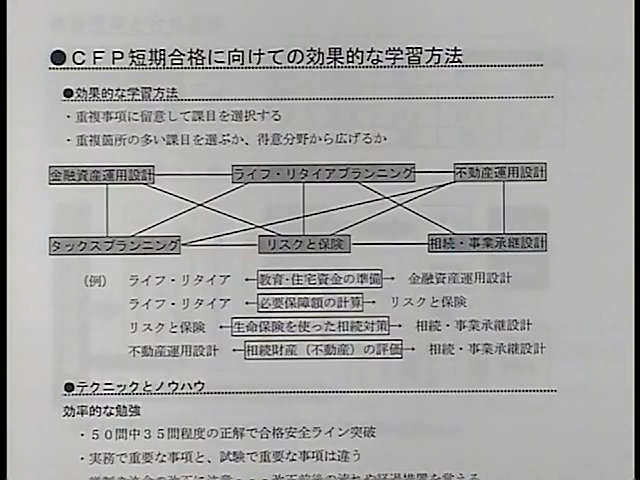 ●ＣＦＰ短期合格に向けての効果的な学習方法
●効果的な学習方法
・重複事項に留意して課目を選択する
・重複箇所の多い課目を選ぶか、得意分野から広げるか
金融資産運用設計 ライフ・リタイアプランニング 不動産運用設計
タックスプランニング リスクと保険 相続・事業承継設計
（例） ライフ・リタイア ←教育・住宅資金の準備→ 金融資産運用設計
ライフ・リタイア ←必要保障額の計算→ リスクと保険
リスクと保険 ←生命保険を使った相続対策→ 相続・事業承継設計
不動産運用設計 ←相続財産（不動産）の評価→ 相続・事業承継設計
●テクニックとノウハウ
効率的な勉強
・５０問中３５問程度の正解で合格安全ライン突破
・実務で重要な事項と、試験で重要な事項は違う